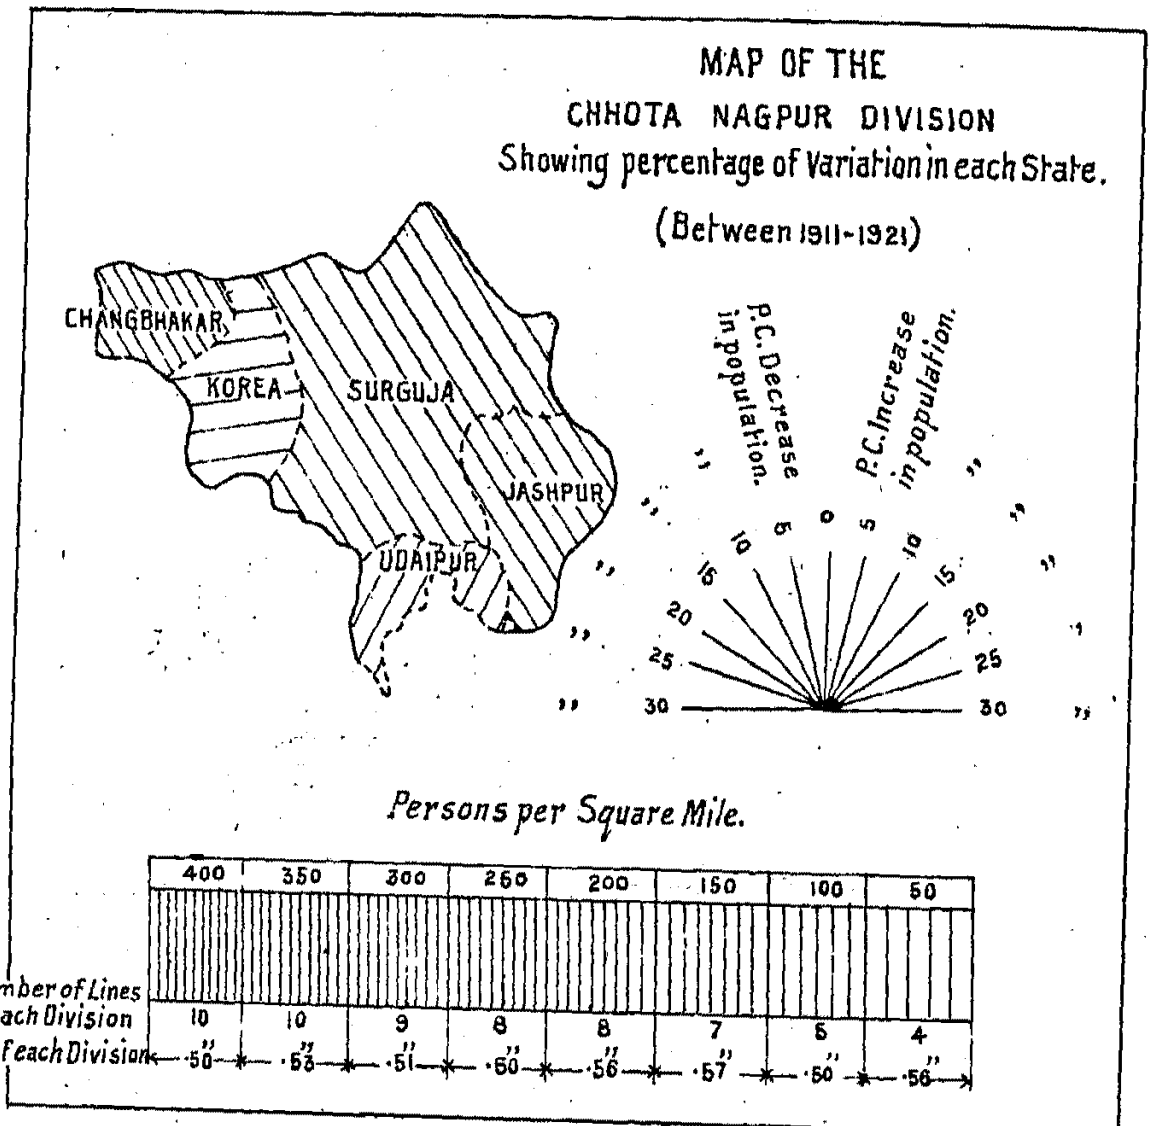 MAP OF THE
CHHOTA NAGPUR DIVISION
Showing percentage of Variation in each State.
(Between 1911-1921)
CHANGBHAKAR
KOREA
SURGUJA
JASHPUR
UDAIPUR
P.C. Decrease
in population.
P.C. Increase
in population.
" 30 25 20 15 10 5 0 5 10 15 20 25 30 "
Persons per Square Mile.
400 350 300 250 200 150 100 50
mber of Lines
ach Division 10 10 9 8 8 7 5 4
f each Division ·50" ·53" ·51" ·50" ·56" ·57" ·50" ·56"